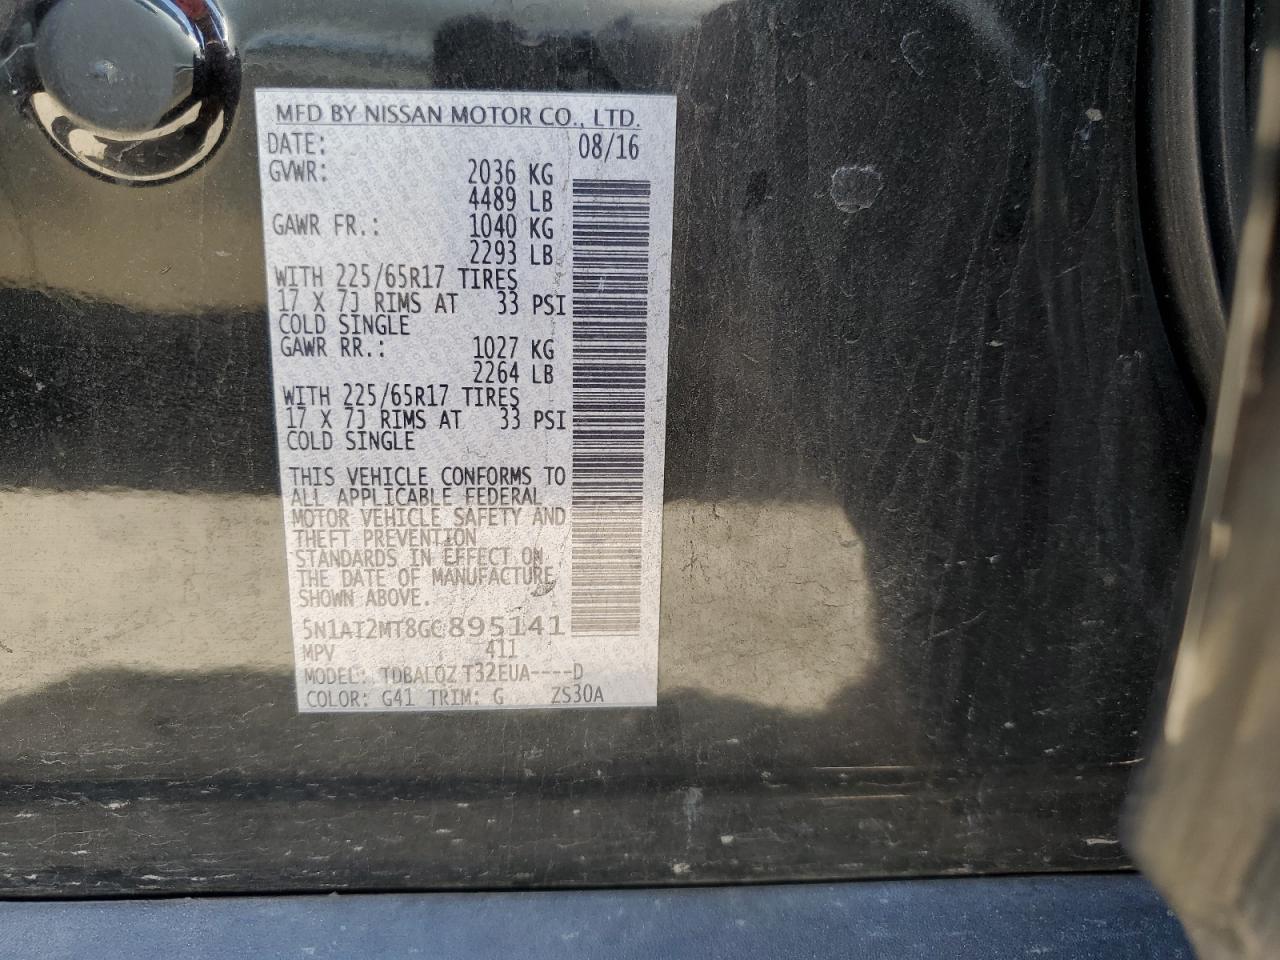 MFD BY NISSAN MOTOR CO., LTD.
DATE: 08/16
GVWR: 2036 KG
4489 LB
GAWR FR.: 1040 KG
2293 LB
WITH 225/65R17 TIRES
17 X 7J RIMS AT 33 PSI
COLD SINGLE
GAWR RR.: 1027 KG
2264 LB
WITH 225/65R17 TIRES
17 X 7J RIMS AT 33 PSI
COLD SINGLE
THIS VEHICLE CONFORMS TO
ALL APPLICABLE FEDERAL
MOTOR VEHICLE SAFETY AND
THEFT PREVENTION
STANDARDS IN EFFECT ON
THE DATE OF MANUFACTURE
SHOWN ABOVE.
5N1AT2MT8GC895141
MPV 411
MODEL: TDBALQZ T32EUA----D
COLOR: G41 TRIM: G ZS30A